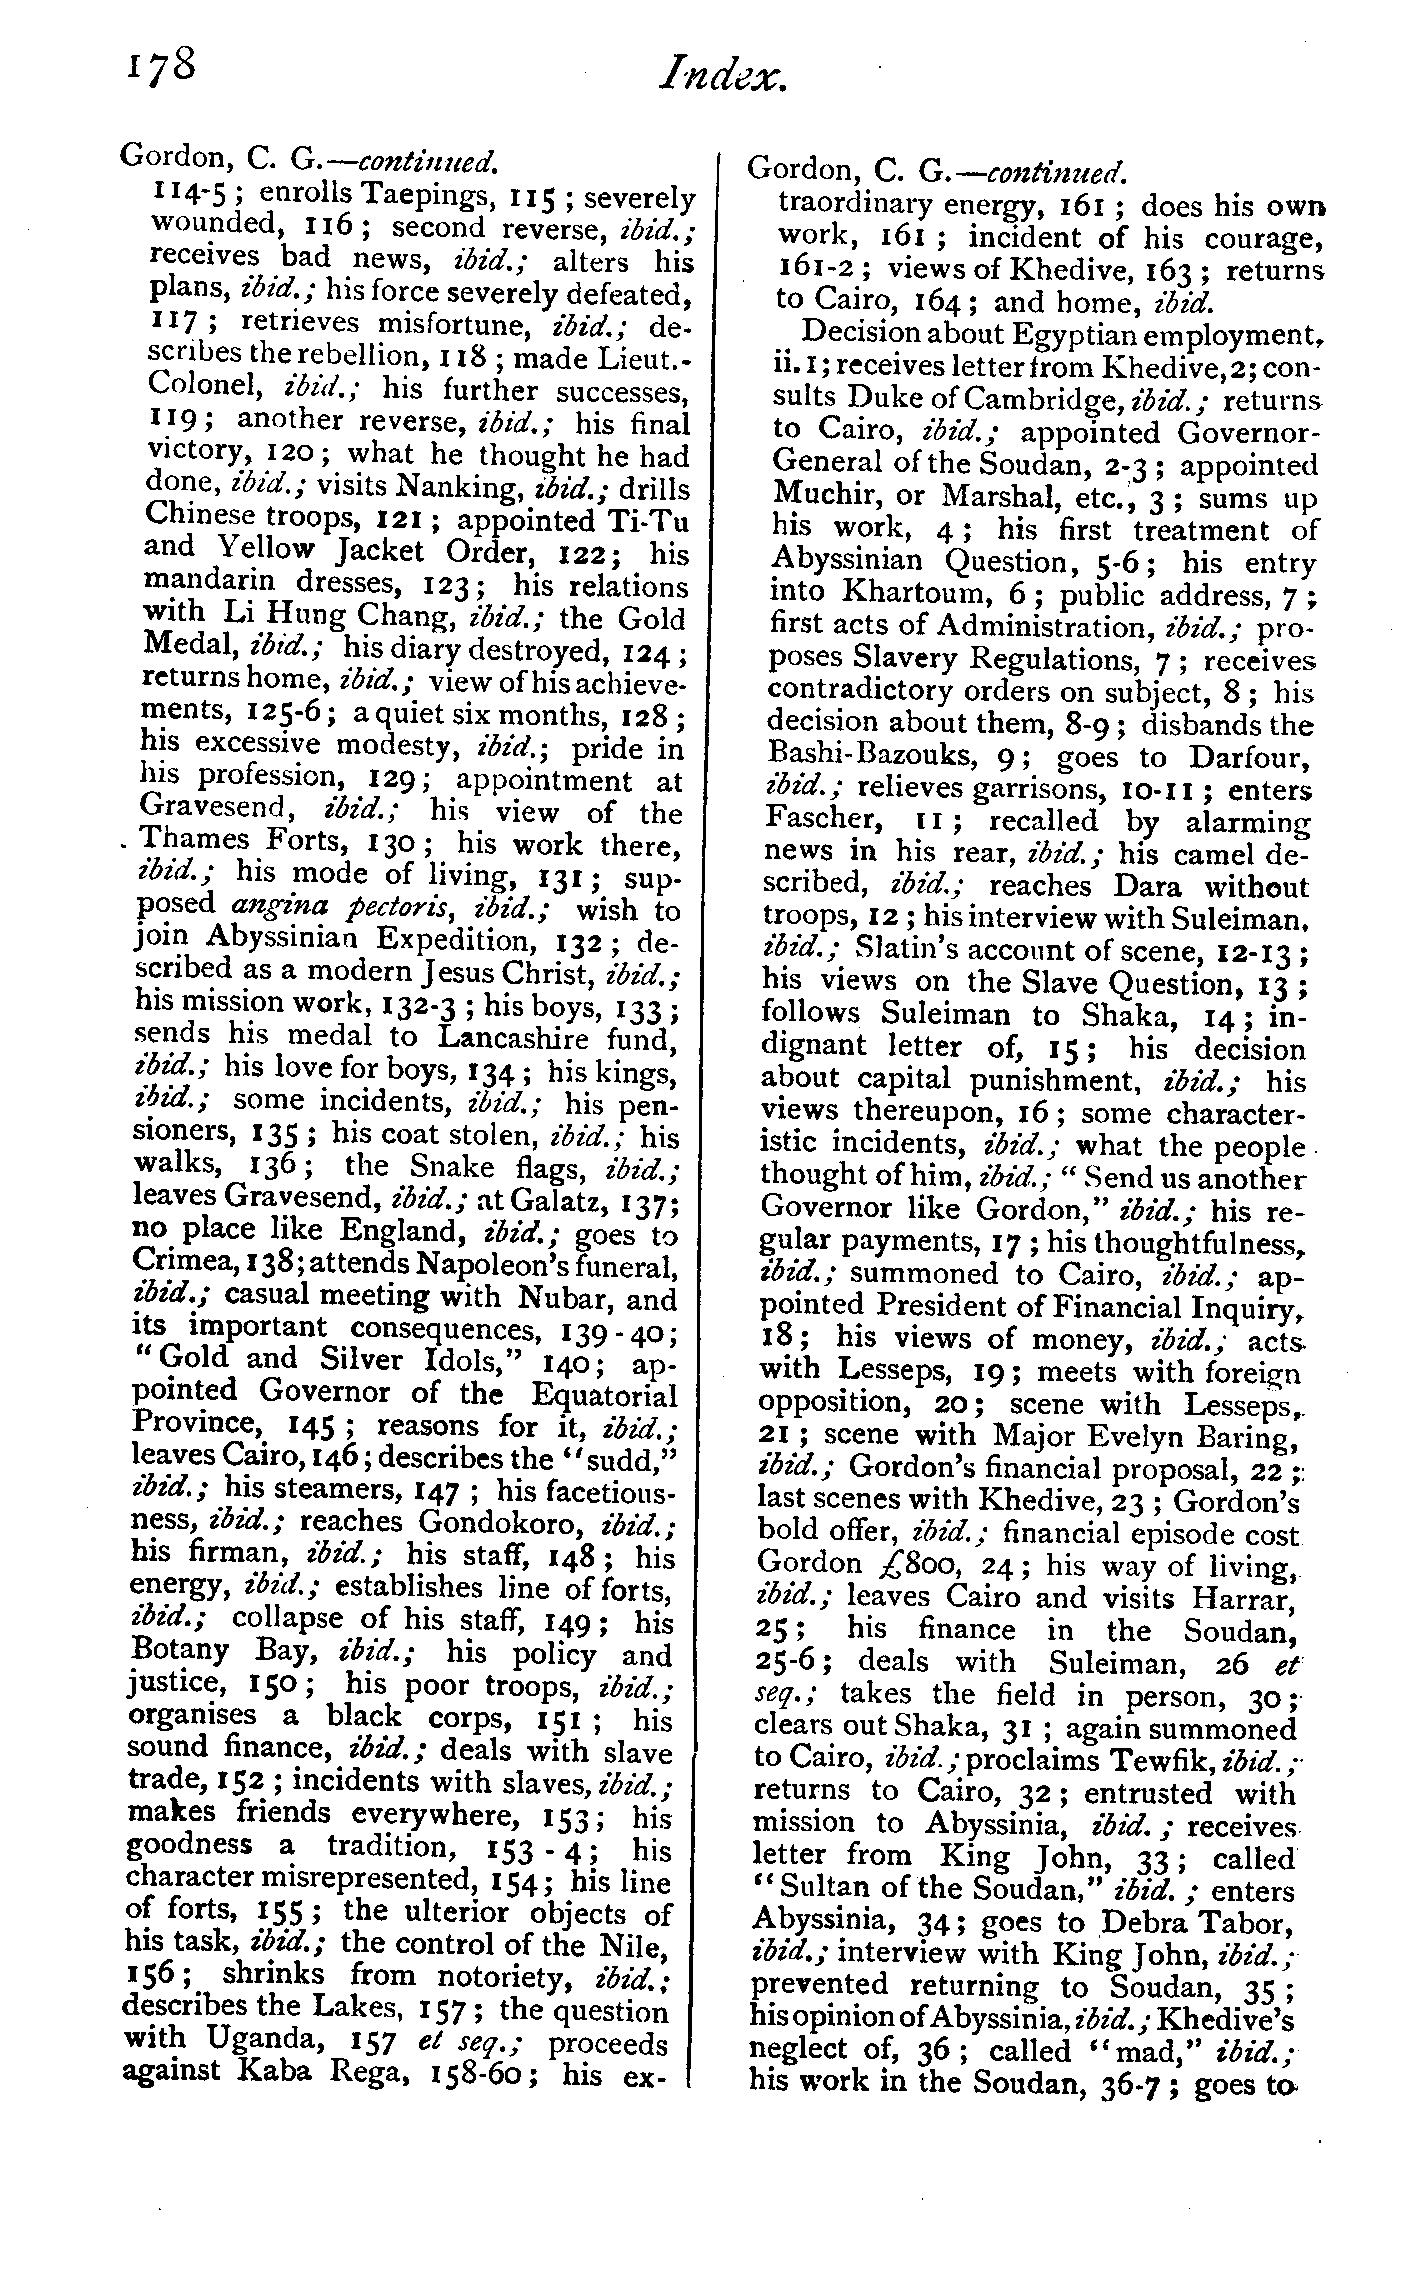 178
Index.
Gordon, C. G.—continued.
114-5 ; enrolls Taepings, 115 ; severely
wounded, 116 ; second reverse, ibid.;
receives bad news, ibid.; alters his
plans, ibid.; his force severely defeated,
117 ; retrieves misfortune, ibid.; de-
scribes the rebellion, 118 ; made Lieut.-
Colonel, ibid.; his further successes,
119; another reverse, ibid.; his final
victory, 120; what he thought he had
done, ibid.; visits Nanking, ibid.; drills
Chinese troops, 121; appointed Ti-Tu
and Yellow Jacket Order, 122; his
mandarin dresses, 123; his relations
with Li Hung Chang, ibid.; the Gold
Medal, ibid.; his diary destroyed, 124;
returns home, ibid.; view of his achieve-
ments, 125-6; a quiet six months, 128;
his excessive modesty, ibid.; pride in
his profession, 129; appointment at
Gravesend, ibid.; his view of the
Thames Forts, 130; his work there,
ibid.; his mode of living, 131; sup-
posed angina pectoris, ibid.; wish to
join Abyssinian Expedition, 132; de-
scribed as a modern Jesus Christ, ibid.;
his mission work, 132-3 ; his boys, 133;
sends his medal to Lancashire fund,
ibid.; his love for boys, 134; his kings,
ibid.; some incidents, ibid.; his pen-
sioners, 135 ; his coat stolen, ibid.; his
walks, 136; the Snake flags, ibid.;
leaves Gravesend, ibid.; at Galatz, 137;
no place like England, ibid.; goes to
Crimea, 138; attends Napoleon's funeral,
ibid.; casual meeting with Nubar, and
its important consequences, 139-40;
"Gold and Silver Idols," 140; ap-
pointed Governor of the Equatorial
Province, 145 ; reasons for it, ibid.;
leaves Cairo, 146; describes the "sudd,"
ibid.; his steamers, 147 ; his facetious-
ness, ibid.; reaches Gondokoro, ibid.;
his firman, ibid.; his staff, 148; his
energy, ibid.; establishes line of forts,
ibid.; collapse of his staff, 149; his
Botany Bay, ibid.; his policy and
justice, 150; his poor troops, ibid.;
organises a black corps, 151 ; his
sound finance, ibid.; deals with slave
trade, 152 ; incidents with slaves, ibid.;
makes friends everywhere, 153; his
goodness a tradition, 153-4; his
character misrepresented, 154; his line
of forts, 155; the ulterior objects of
his task, ibid.; the control of the Nile,
156; shrinks from notoriety, ibid.;
describes the Lakes, 157; the question
with Uganda, 157 et seq.; proceeds
against Kaba Rega, 158-60; his ex-
Gordon, C. G.—continued.
traordinary energy, 161 ; does his own
work, 161 ; incident of his courage,
161-2 ; views of Khedive, 163 ; returns
to Cairo, 164; and home, ibid.
Decision about Egyptian employment,
ii. 1; receives letter from Khedive, 2; con-
sults Duke of Cambridge, ibid.; returns
to Cairo, ibid.; appointed Governor-
General of the Soudan, 2-3 ; appointed
Muchir, or Marshal, etc., 3 ; sums up
his work, 4; his first treatment of
Abyssinian Question, 5-6; his entry
into Khartoum, 6 ; public address, 7 ;
first acts of Administration, ibid.; pro-
poses Slavery Regulations, 7 ; receives
contradictory orders on subject, 8 ; his
decision about them, 8-9 ; disbands the
Bashi-Bazouks, 9; goes to Darfour,
ibid.; relieves garrisons, 10-11 ; enters
Fascher, 11 ; recalled by alarming
news in his rear, ibid.; his camel de-
scribed, ibid.; reaches Dara without
troops, 12 ; his interview with Suleiman,
ibid.; Slatin's account of scene, 12-13;
his views on the Slave Question, 13 ;
follows Suleiman to Shaka, 14; in-
dignant letter of, 15; his decision
about capital punishment, ibid.; his
views thereupon, 16; some character-
istic incidents, ibid.; what the people
thought of him, ibid.; "Send us another
Governor like Gordon," ibid.; his re-
gular payments, 17 ; his thoughtfulness,
ibid.; summoned to Cairo, ibid.; ap-
pointed President of Financial Inquiry,
18; his views of money, ibid.; acts
with Lesseps, 19; meets with foreign
opposition, 20; scene with Lesseps,
21 ; scene with Major Evelyn Baring,
ibid.; Gordon's financial proposal, 22 ;
last scenes with Khedive, 23 ; Gordon's
bold offer, ibid.; financial episode cost
Gordon £800, 24; his way of living,
ibid.; leaves Cairo and visits Harrar,
25; his finance in the Soudan,
25-6; deals with Suleiman, 26 et
seq.; takes the field in person, 30;
clears out Shaka, 31 ; again summoned
to Cairo, ibid.; proclaims Tewfik, ibid.;
returns to Cairo, 32; entrusted with
mission to Abyssinia, ibid.; receives
letter from King John, 33; called
"Sultan of the Soudan," ibid.; enters
Abyssinia, 34; goes to Debra Tabor,
ibid.; interview with King John, ibid.;
prevented returning to Soudan, 35 ;
his opinion of Abyssinia, ibid.; Khedive's
neglect of, 36 ; called "mad," ibid.;
his work in the Soudan, 36-7; goes to